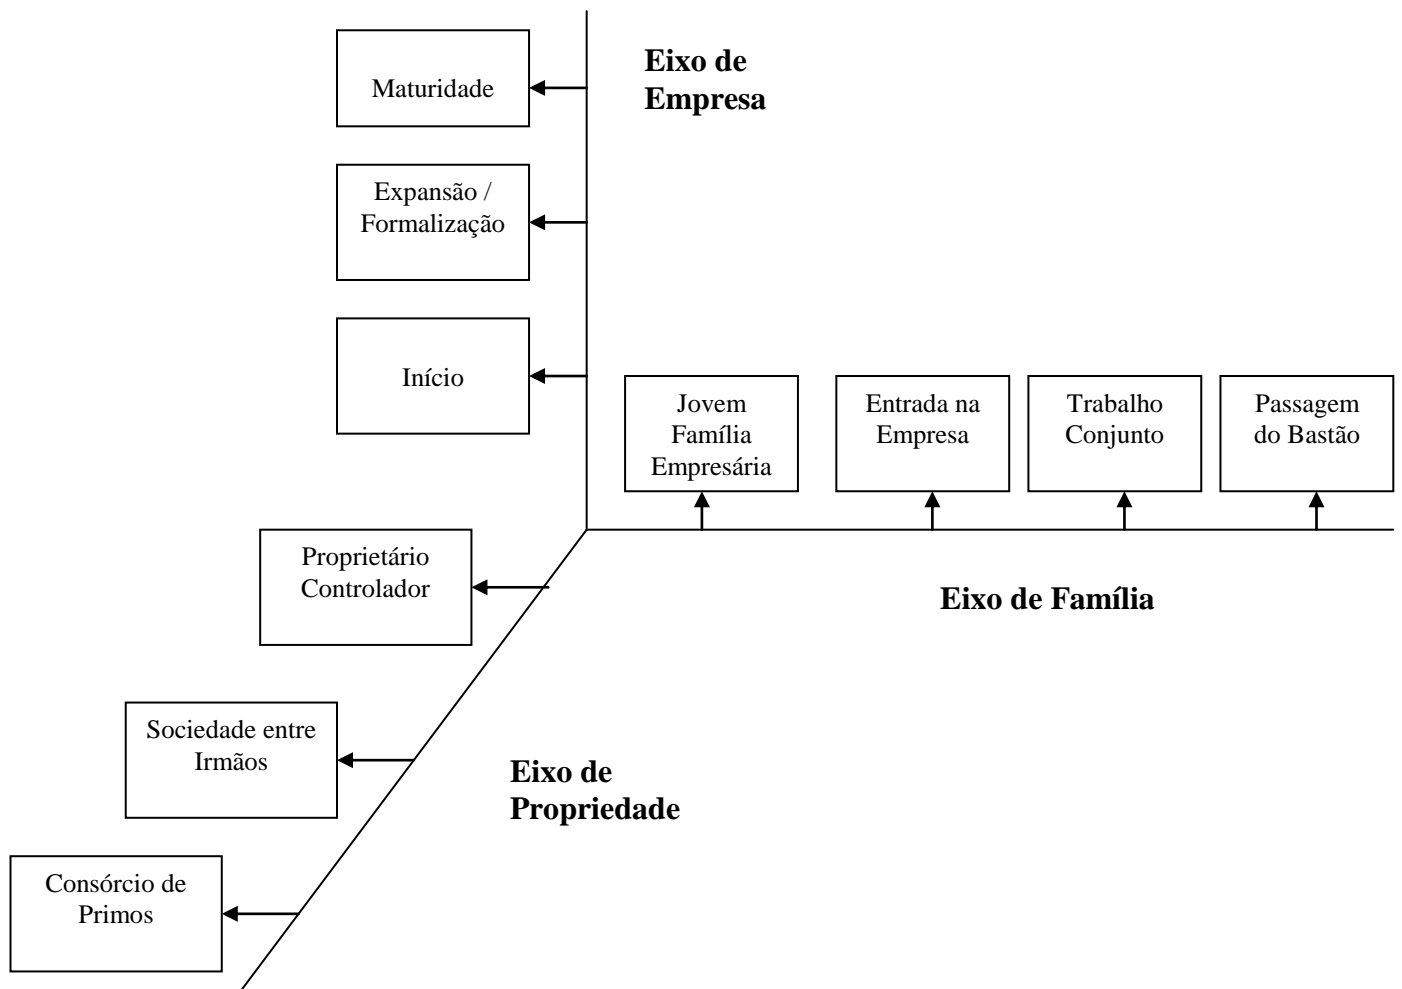 Eixo de
Empresa
Maturidade
Expansão /
Formalização
Início
Jovem
Família
Empresária
Entrada na
Empresa
Trabalho
Conjunto
Passagem
do Bastão
Proprietário
Controlador
Eixo de Família
Sociedade entre
Irmãos
Eixo de
Propriedade
Consórcio de
Primos